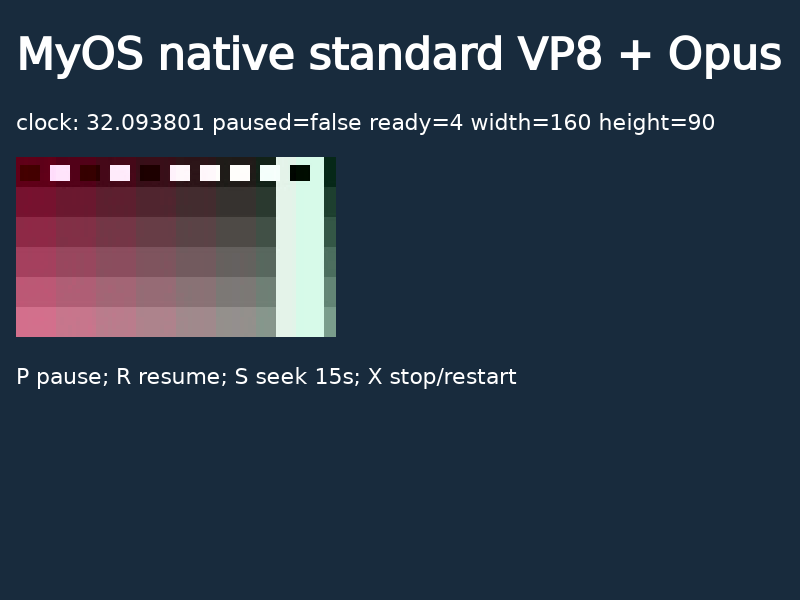 MyOS native standard VP8 + Opus
clock: 32.093801 paused=false ready=4 width=160 height=90
P pause; R resume; S seek 15s; X stop/restart